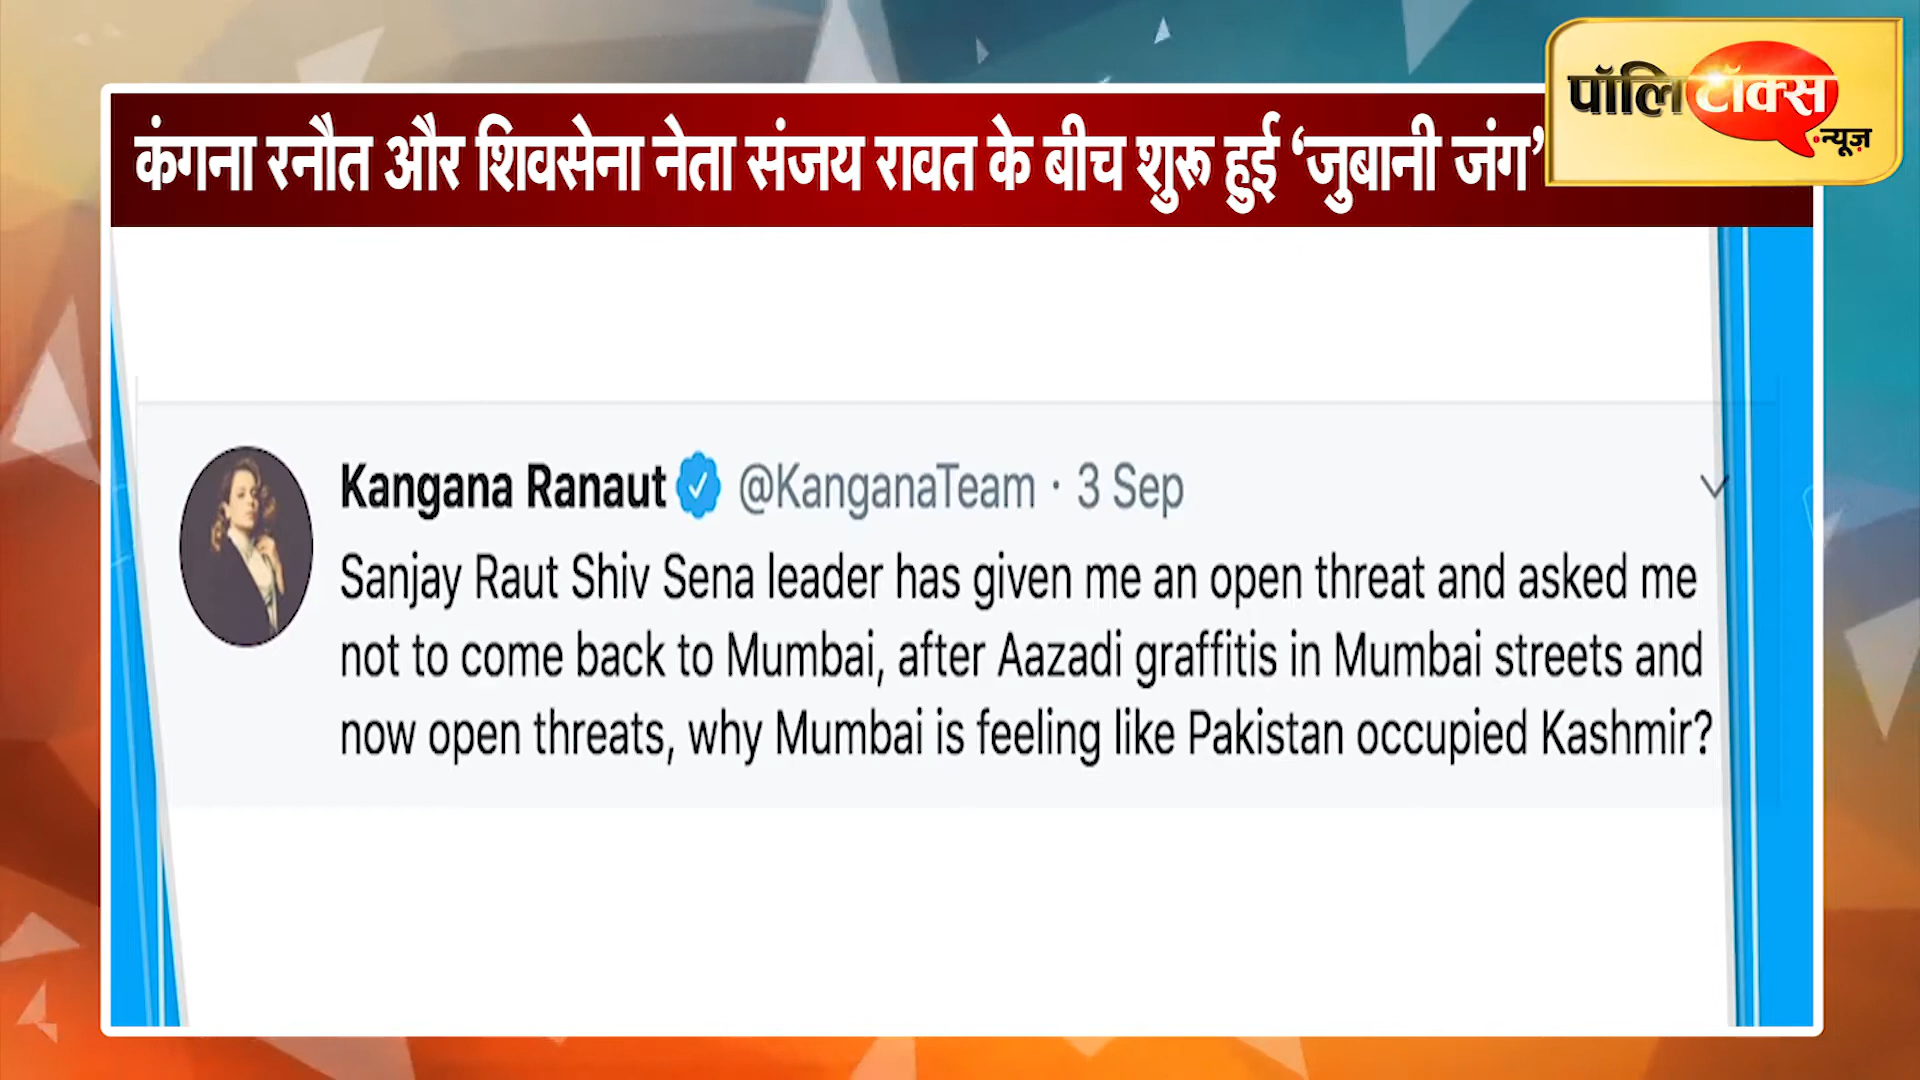 कंगना रनौत और शिवसेना नेता संजय रावत के बीच शुरू हुई ‘जुबानी जंग’
पॉलिटॉक्स
न्यूज़
Kangana Ranaut @KanganaTeam · 3 Sep
Sanjay Raut Shiv Sena leader has given me an open threat and asked me
not to come back to Mumbai, after Aazadi graffitis in Mumbai streets and
now open threats, why Mumbai is feeling like Pakistan occupied Kashmir?